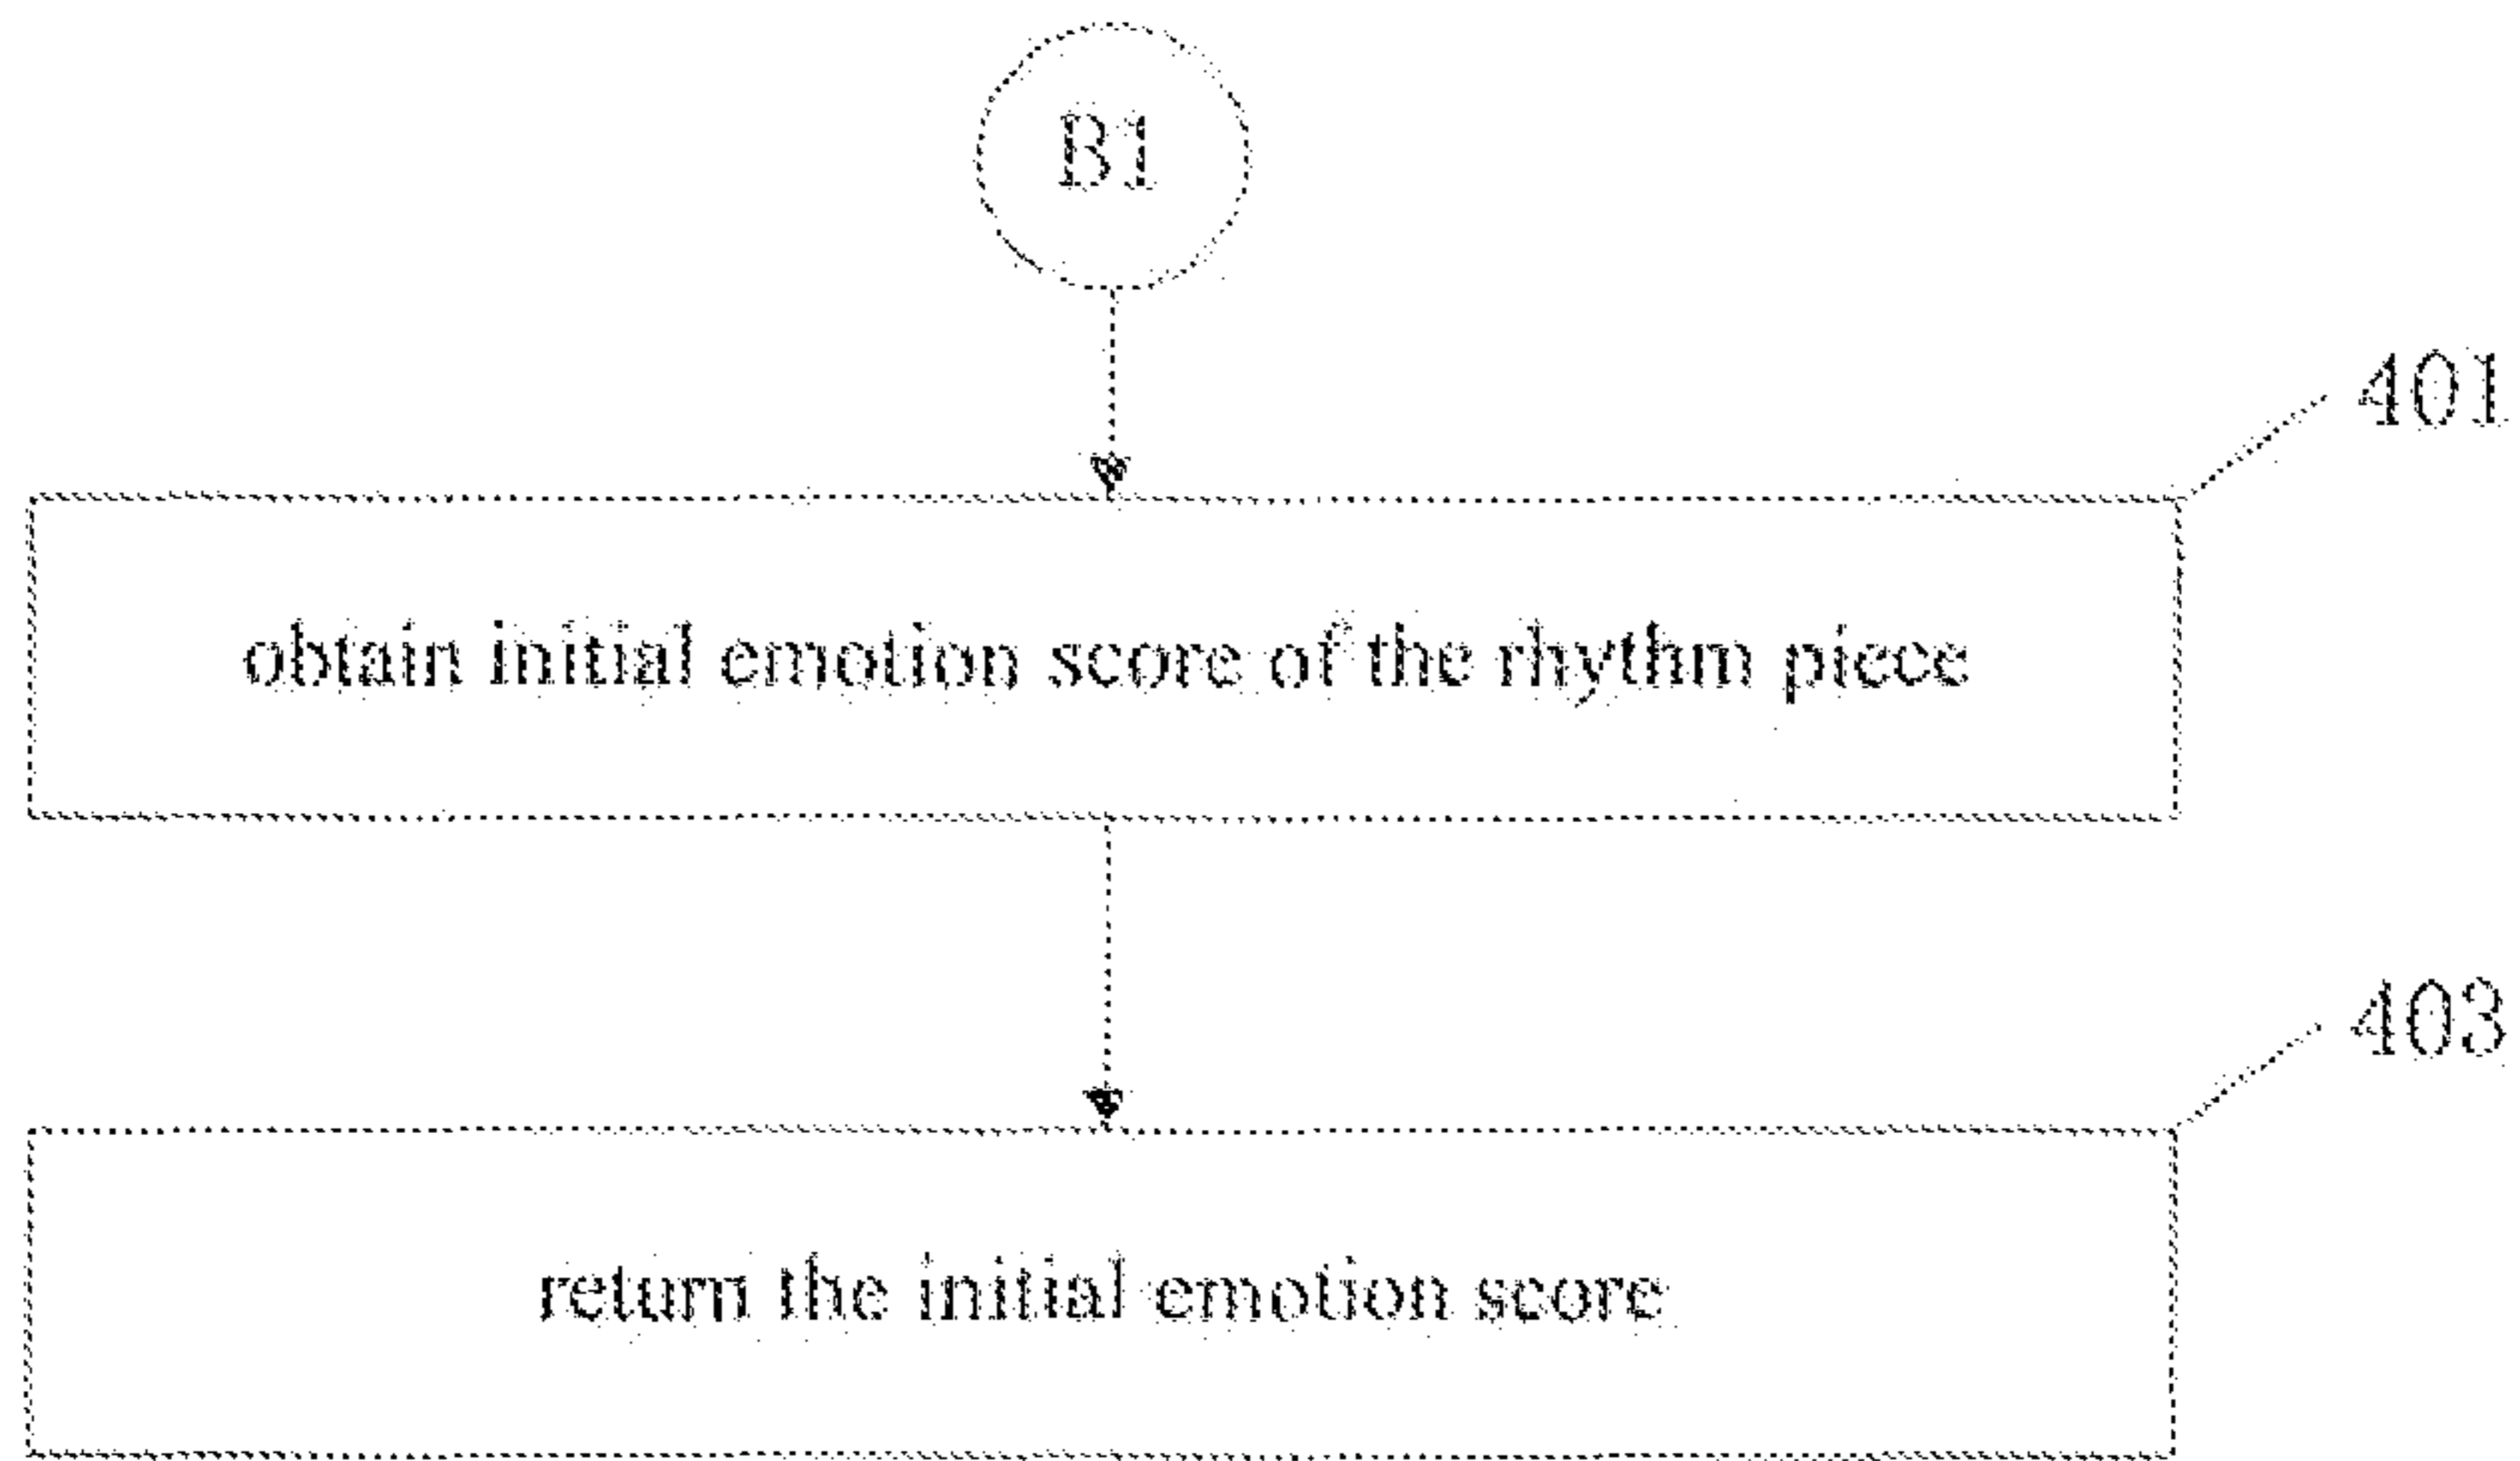 B1
401
obtain initial emotion score of the rhythm piece
403
return the initial emotion score